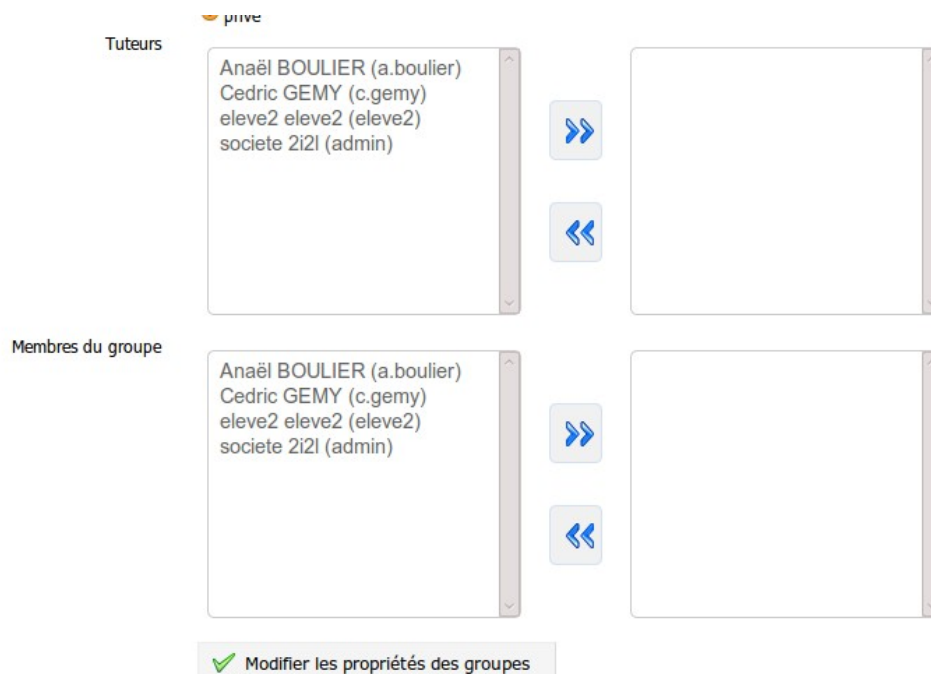 privé
Tuteurs
Anaël BOULIER (a.boulier)
Cedric GEMY (c.gemy)
eleve2 eleve2 (eleve2)
societe 2i2l (admin)
Membres du groupe
Anaël BOULIER (a.boulier)
Cedric GEMY (c.gemy)
eleve2 eleve2 (eleve2)
societe 2i2l (admin)
Modifier les propriétés des groupes